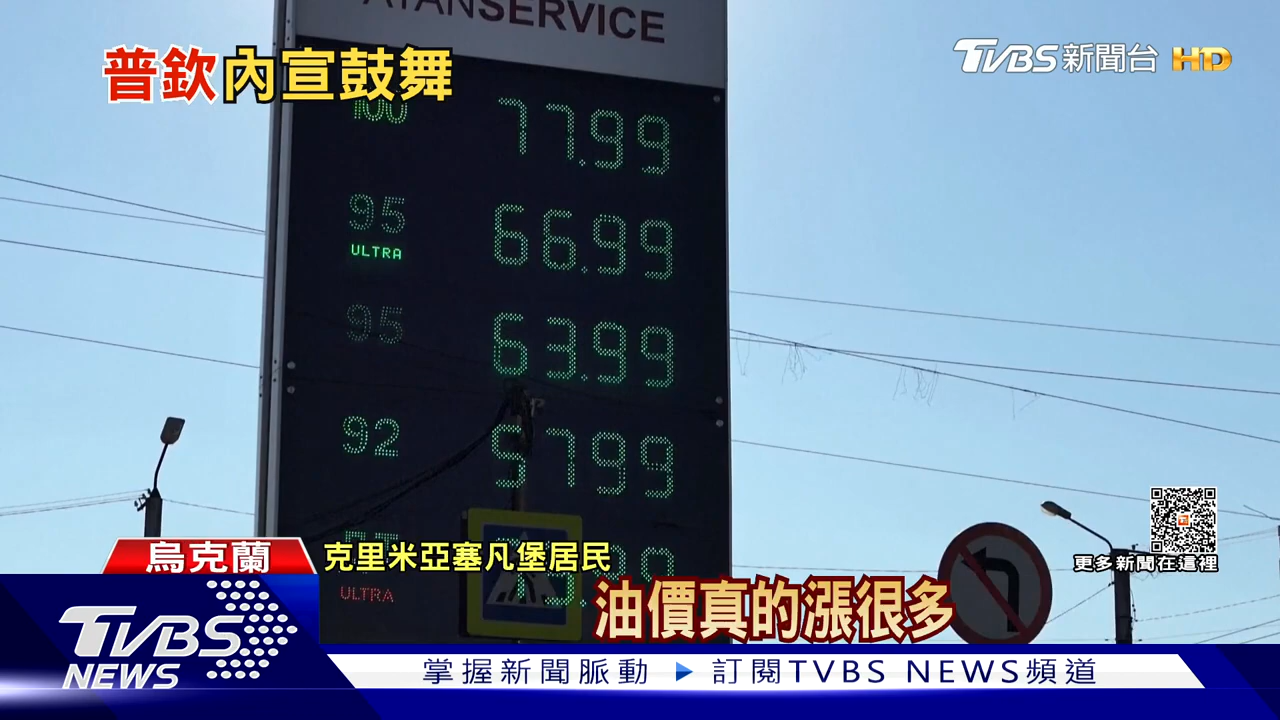 ATANSERVICE
普欽內宣鼓舞
TVBS新聞台 HD
100 77.99
95 66.99
ULTRA
95 63.99
92 57.99
ULTRA
烏克蘭
克里米亞塞凡堡居民
更多新聞在這裡
油價真的漲很多
TVBS
NEWS
掌握新聞脈動 ▶ 訂閱TVBS NEWS頻道